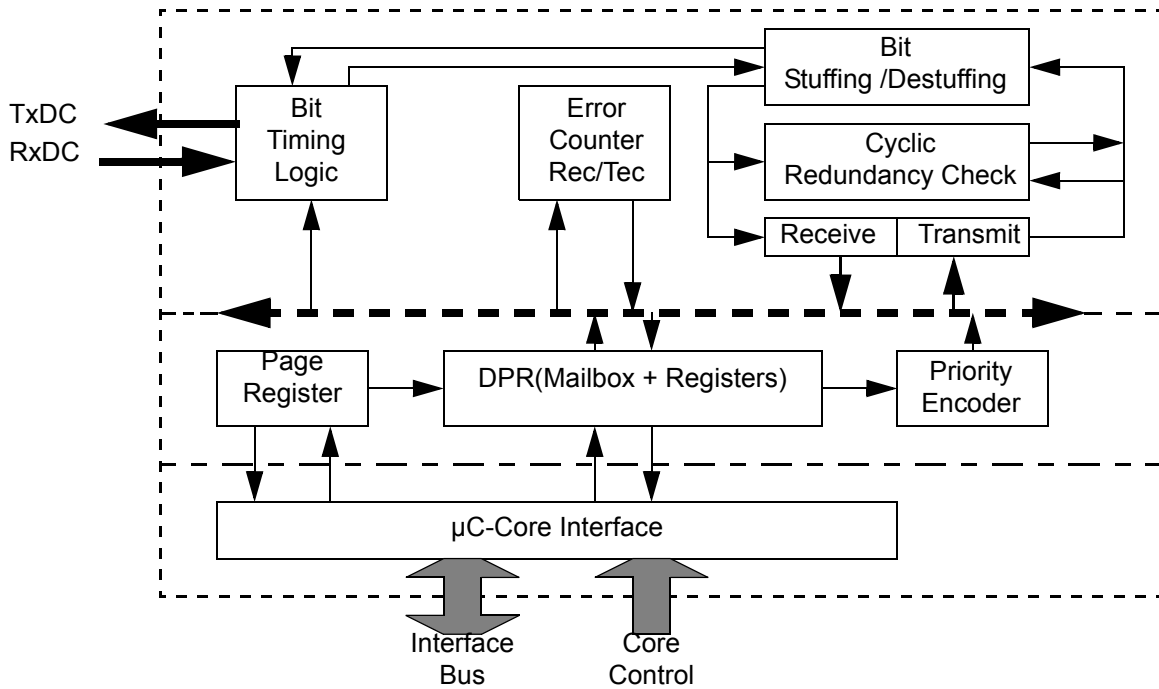 TxDC
RxDC
Bit
Timing
Logic
Error
Counter
Rec/Tec
Bit
Stuffing /Destuffing
Cyclic
Redundancy Check
Receive
Transmit
Page
Register
DPR(Mailbox + Registers)
Priority
Encoder
µC-Core Interface
Interface
Bus
Core
Control